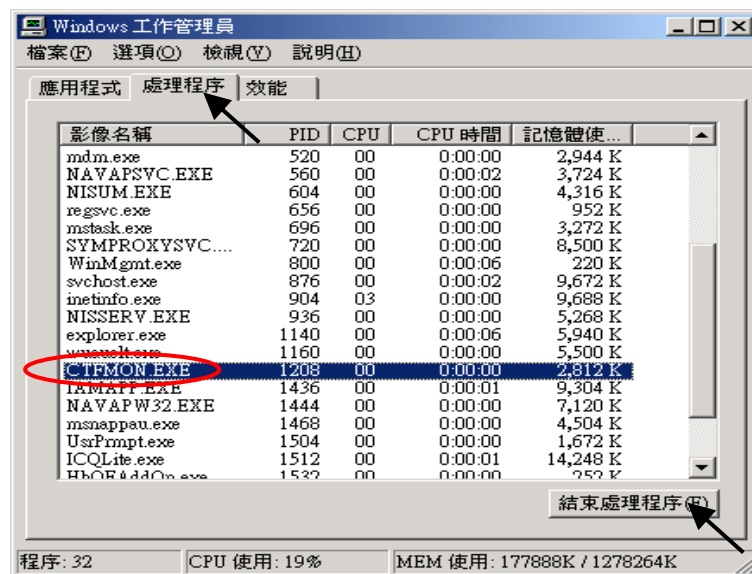 Windows 工作管理員
檔案(F) 選項(O) 檢視(V) 說明(H)
應用程式 處理程序 效能
影像名稱 PID CPU CPU 時間 記憶體使...
mdm.exe 520 00 0:00:00 2,944 K
NAVAPSVC.EXE 560 00 0:00:02 3,724 K
NISUM.EXE 604 00 0:00:00 4,316 K
regsvc.exe 656 00 0:00:00 952 K
mstask.exe 696 00 0:00:00 3,272 K
SYMPROXYSVC.... 720 00 0:00:00 8,500 K
WinMgmt.exe 800 00 0:00:06 220 K
svchost.exe 876 00 0:00:02 9,672 K
inetinfo.exe 904 03 0:00:00 9,688 K
NISSERV.EXE 936 00 0:00:00 5,268 K
explorer.exe 1140 00 0:00:06 5,940 K
1160 00 0:00:00 5,500 K
CTFMON.EXE 1208 00 0:00:00 2,812 K
IAMAPP.EXE 1436 00 0:00:01 9,304 K
NAVAPW32.EXE 1444 00 0:00:00 7,120 K
msnappau.exe 1468 00 0:00:00 4,504 K
UsrPrmpt.exe 1504 00 0:00:00 1,672 K
ICQLite.exe 1512 00 0:00:01 14,248 K
1532 00 0:00:00 252 K
結束處理程序(E)
程序: 32 CPU 使用: 19% MEM 使用: 177888K / 1278264K